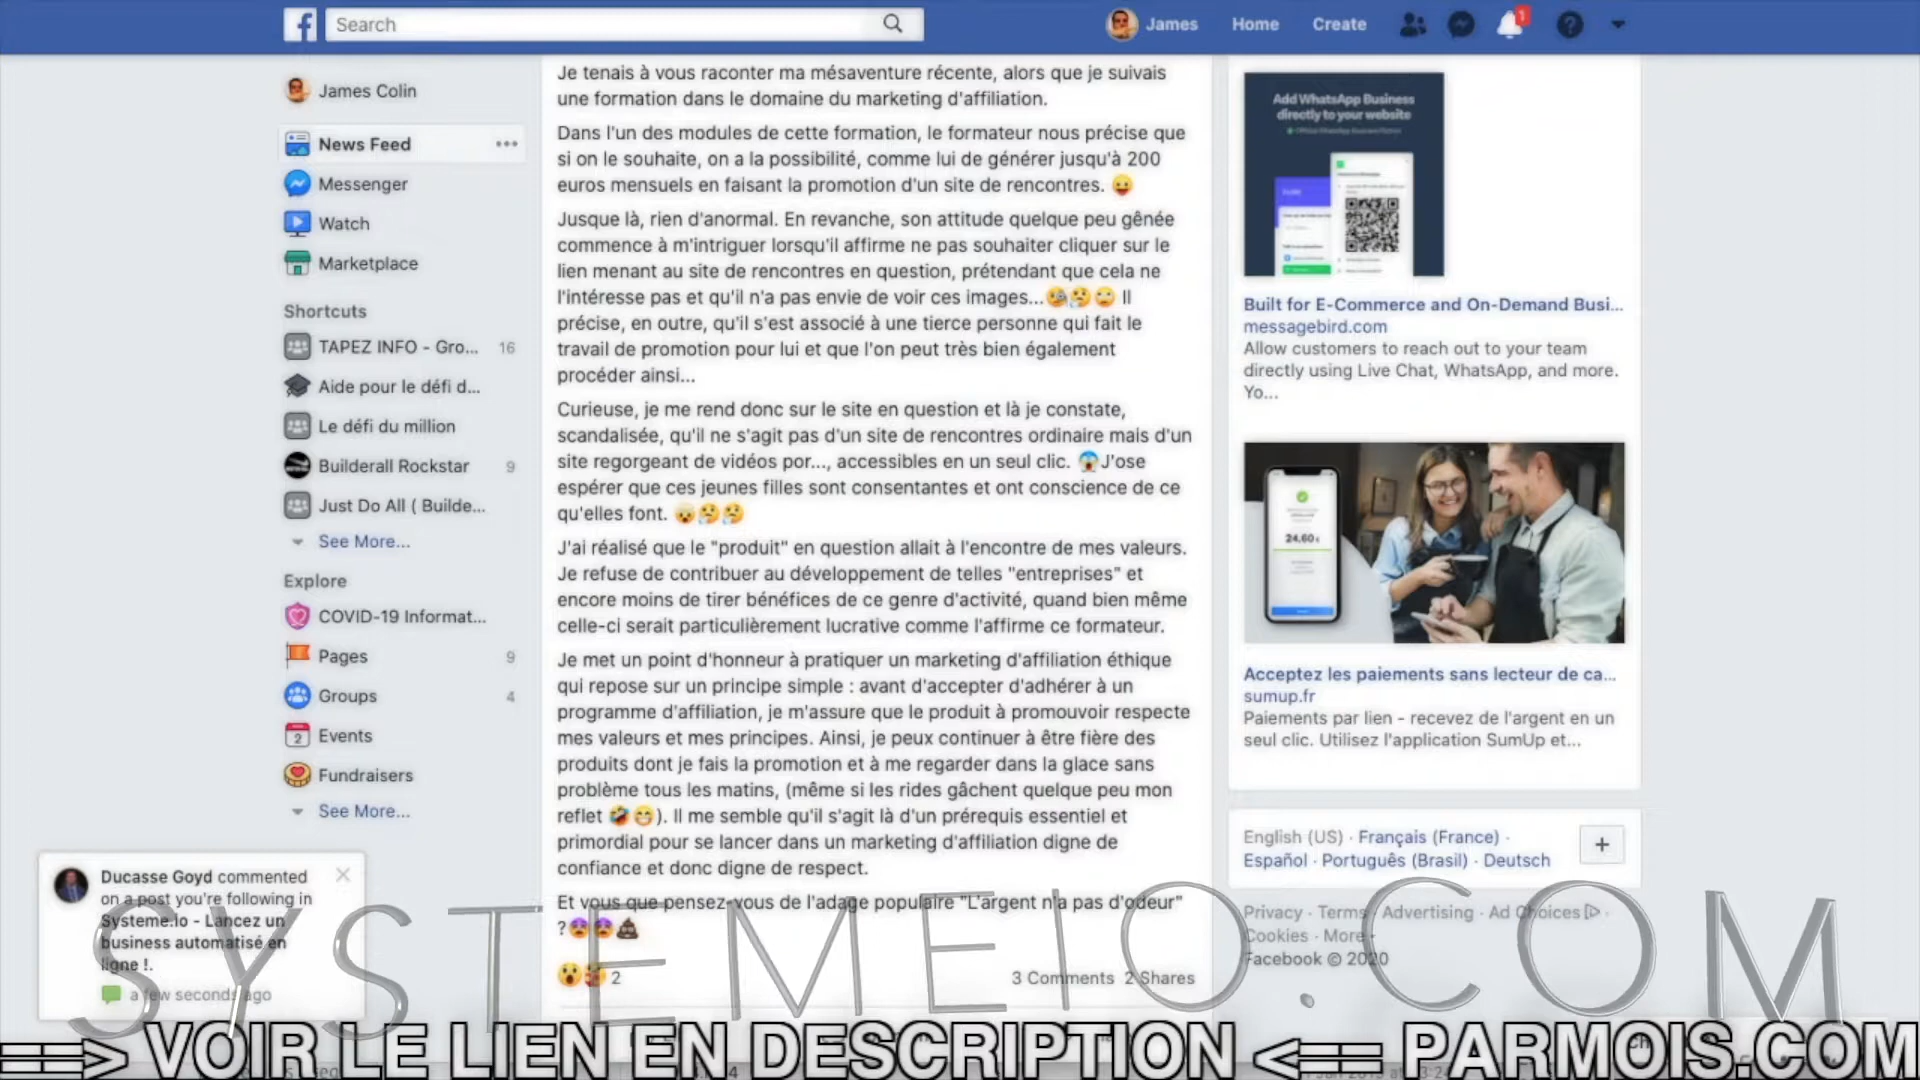 Search
James
Home
Create
1
James Colin
News Feed
Messenger
Watch
Marketplace
Shortcuts
TAPEZ INFO - Gro... 16
Aide pour le défi d...
Le défi du million
Builderall Rockstar 9
Just Do All ( Builde...
See More...
Explore
COVID-19 Informat...
Pages 9
Groups 4
2 Events
Fundraisers
See More...
Ducasse Goyd commented
on a post you're following in
Systeme.io - Lancez un
business automatisé en
ligne !.
a few seconds ago
Je tenais à vous raconter ma mésaventure récente, alors que je suivais
une formation dans le domaine du marketing d'affiliation.
Dans l'un des modules de cette formation, le formateur nous précise que
si on le souhaite, on a la possibilité, comme lui de générer jusqu'à 200
euros mensuels en faisant la promotion d'un site de rencontres. 😛
Jusque là, rien d'anormal. En revanche, son attitude quelque peu gênée
commence à m'intriguer lorsqu'il affirme ne pas souhaiter cliquer sur le
lien menant au site de rencontres en question, prétendant que cela ne
l'intéresse pas et qu'il n'a pas envie de voir ces images...🧐🤔🙄 Il
précise, en outre, qu'il s'est associé à une tierce personne qui fait le
travail de promotion pour lui et que l'on peut très bien également
procéder ainsi...
Curieuse, je me rend donc sur le site en question et là je constate,
scandalisée, qu'il ne s'agit pas d'un site de rencontres ordinaire mais d'un
site regorgeant de vidéos por..., accessibles en un seul clic. 😱J'ose
espérer que ces jeunes filles sont consentantes et ont conscience de ce
qu'elles font. 🤯🤔🤔
J'ai réalisé que le "produit" en question allait à l'encontre de mes valeurs.
Je refuse de contribuer au développement de telles "entreprises" et
encore moins de tirer bénéfices de ce genre d'activité, quand bien même
celle-ci serait particulièrement lucrative comme l'affirme ce formateur.
Je met un point d'honneur à pratiquer un marketing d'affiliation éthique
qui repose sur un principe simple : avant d'accepter d'adhérer à un
programme d'affiliation, je m'assure que le produit à promouvoir respecte
mes valeurs et mes principes. Ainsi, je peux continuer à être fière des
produits dont je fais la promotion et à me regarder dans la glace sans
problème tous les matins, (même si les rides gâchent quelque peu mon
reflet 🤣😁). Il me semble qu'il s'agit là d'un prérequis essentiel et
primordial pour se lancer dans un marketing d'affiliation digne de
confiance et donc digne de respect.
Et vous que pensez-vous de l'adage populaire "L'argent n'a pas d'odeur"
?😨😨💩
2
3 Comments 2 Shares
Add WhatsApp Business
directly to your website
Built for E-Commerce and On-Demand Busi...
messagebird.com
Allow customers to reach out to your team
directly using Live Chat, WhatsApp, and more.
Yo...
24.60
Acceptez les paiements sans lecteur de ca...
sumup.fr
Paiements par lien - recevez de l'argent en un
seul clic. Utilisez l'application SumUp et...
English (US) · Français (France) ·
Español · Português (Brasil) · Deutsch
+
Privacy · Terms · Advertising · Ad Choices ·
Cookies · More
Facebook © 2020
SYSTEMEIO.COM
==> VOIR LE LIEN EN DESCRIPTION <== PARMOIS.COM